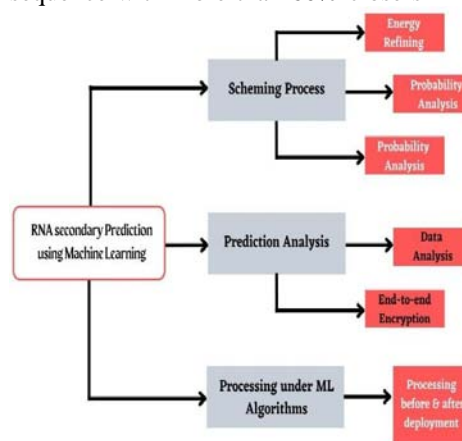 Energy
Refining
Scheming Process
Probability
Analysis
Probability
Analysis
RNA secondary Prediction
using Machine Learning
Prediction Analysis
Data
Analysis
End-to-end
Encryption
Processing under ML
Algorithms
Processing
before & after
deployment